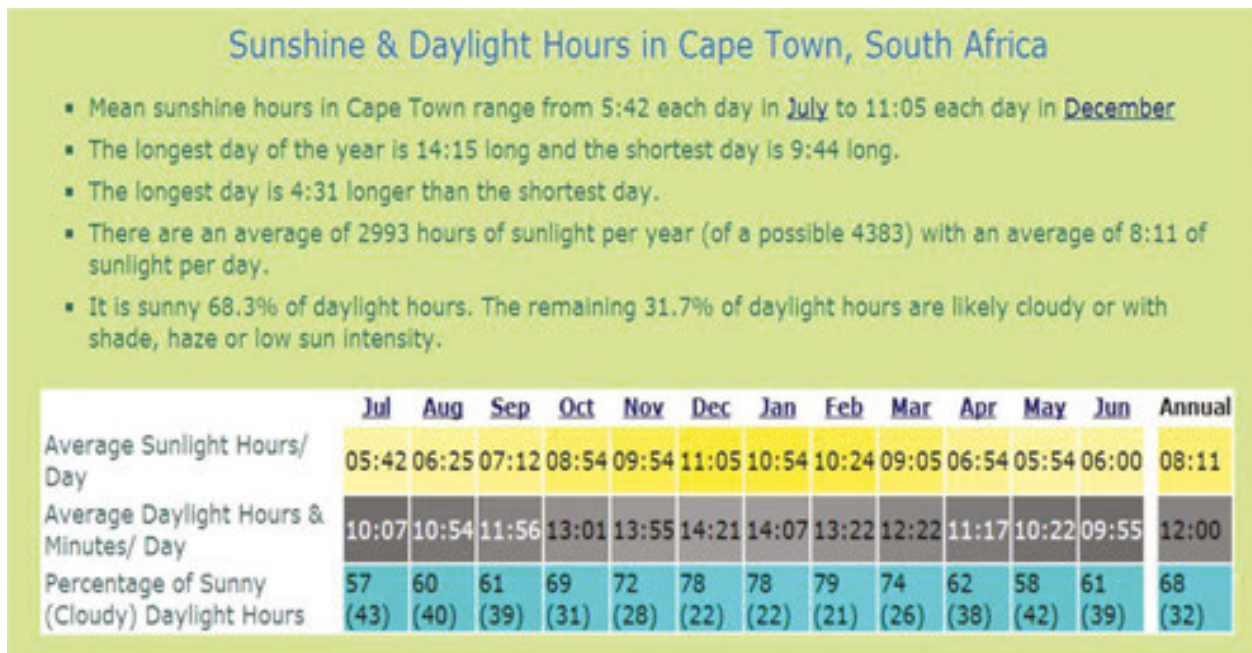 Sunshine & Daylight Hours in Cape Town, South Africa
▪ Mean sunshine hours in Cape Town range from 5:42 each day in July to 11:05 each day in December
▪ The longest day of the year is 14:15 long and the shortest day is 9:44 long.
▪ The longest day is 4:31 longer than the shortest day.
▪ There are an average of 2993 hours of sunlight per year (of a possible 4383) with an average of 8:11 of
sunlight per day.
▪ It is sunny 68.3% of daylight hours. The remaining 31.7% of daylight hours are likely cloudy or with
shade, haze or low sun intensity.
Jul Aug Sep Oct Nov Dec Jan Feb Mar Apr May Jun Annual
Average Sunlight Hours/
Day
05:42 06:25 07:12 08:54 09:54 11:05 10:54 10:24 09:05 06:54 05:54 06:00 08:11
Average Daylight Hours &
Minutes/ Day
10:07 10:54 11:56 13:01 13:55 14:21 14:07 13:22 12:22 11:17 10:22 09:55 12:00
Percentage of Sunny 57 60 61 69 72 78 78 79 74 62 58 61 68
(Cloudy) Daylight Hours (43) (40) (39) (31) (28) (22) (22) (21) (26) (38) (42) (39) (32)